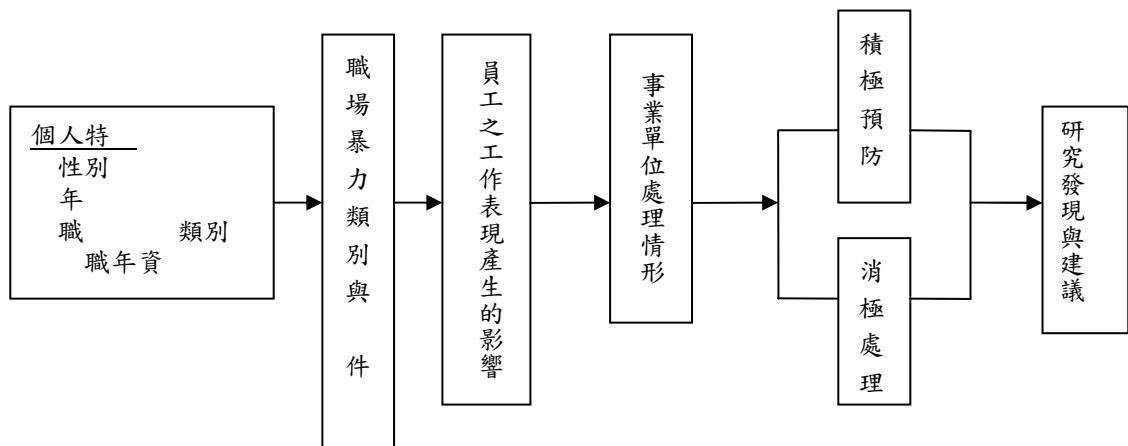 個人特
性別
年
職 類別
職年資
職場暴力類別與 件
員工之工作表現產生的影響
事業單位處理情形
積極預防
消極處理
研究發現與建議